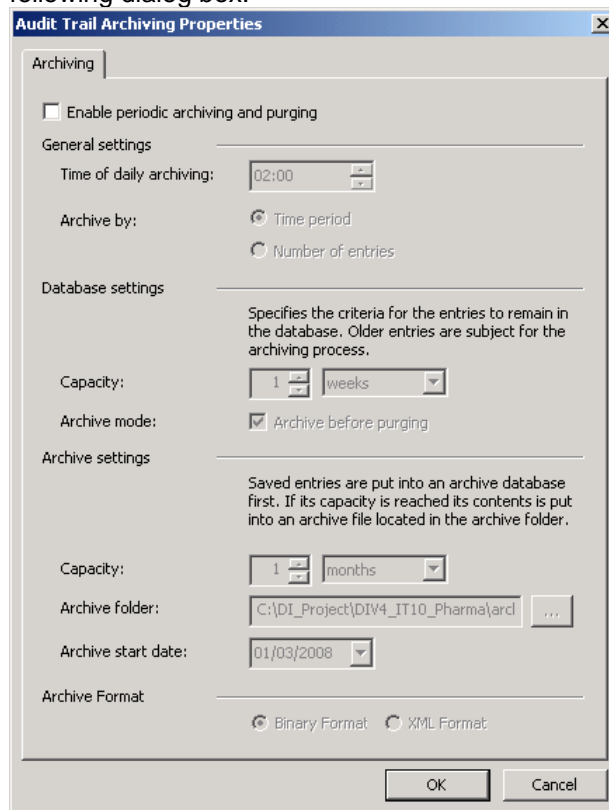 following dialog box.
Audit Trail Archiving Properties
Archiving
Enable periodic archiving and purging
General settings
Time of daily archiving: 02:00
Archive by: Time period
Number of entries
Database settings
Specifies the criteria for the entries to remain in
the database. Older entries are subject for the
archiving process.
Capacity: 1 weeks
Archive mode: Archive before purging
Archive settings
Saved entries are put into an archive database
first. If its capacity is reached its contents is put
into an archive file located in the archive folder.
Capacity: 1 months
Archive folder: C:\DI_Project\DIV4_IT10_Pharma\arcl ...
Archive start date: 01/03/2008
Archive Format
Binary Format XML Format
OK Cancel